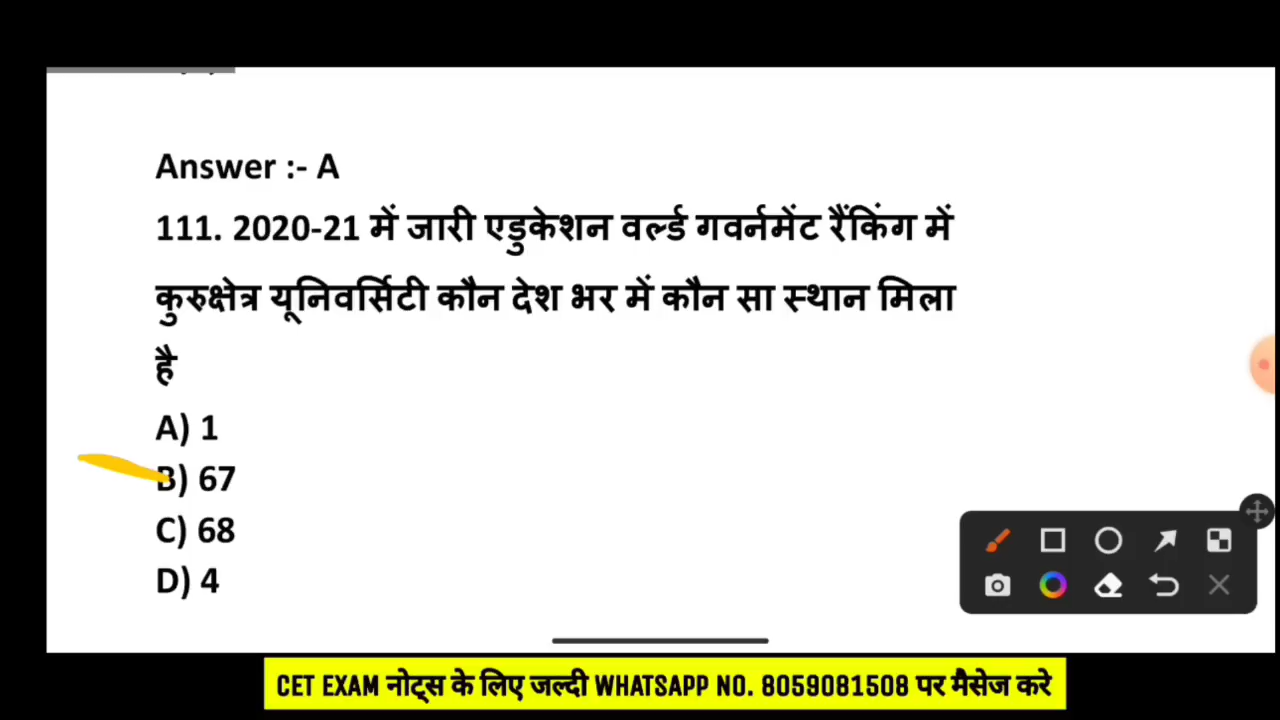 Answer :- A
111. 2020-21 में जारी एडुकेशन वर्ल्ड गवर्नमेंट रैंकिंग में
कुरुक्षेत्र यूनिवर्सिटी कौन देश भर में कौन सा स्थान मिला
है
A) 1
B) 67
C) 68
D) 4
CET EXAM नोट्स के लिए जल्दी WHATSAPP NO. 8059081508 पर मैसेज करे